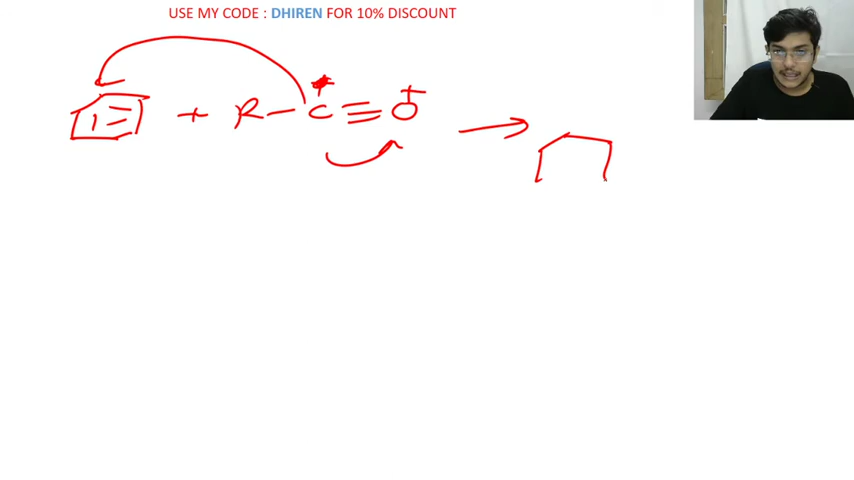 USE MY CODE : DHIREN FOR 10% DISCOUNT
+ R - C ≡ O⁺ →